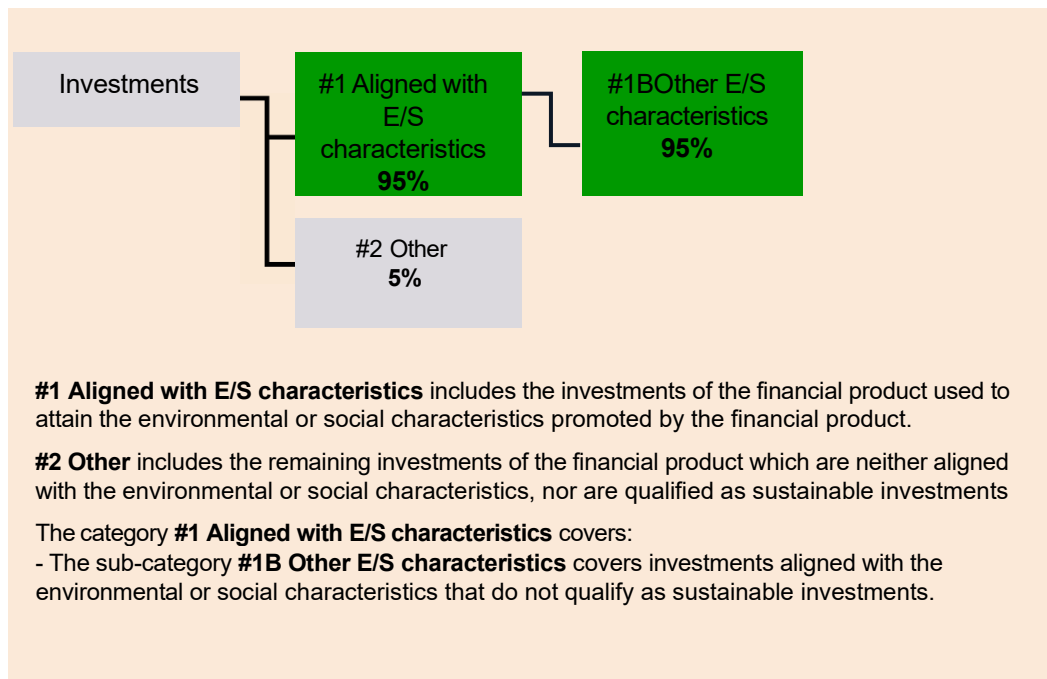 Investments
#1 Aligned with
E/S
characteristics
95%
#1BOther E/S
characteristics
95%
#2 Other
5%
#1 Aligned with E/S characteristics includes the investments of the financial product used to
attain the environmental or social characteristics promoted by the financial product.
#2 Other includes the remaining investments of the financial product which are neither aligned
with the environmental or social characteristics, nor are qualified as sustainable investments
The category #1 Aligned with E/S characteristics covers:
- The sub-category #1B Other E/S characteristics covers investments aligned with the
environmental or social characteristics that do not qualify as sustainable investments.